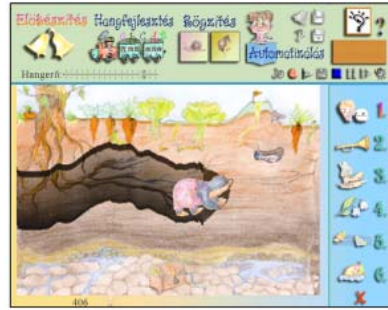 Előkészítés Hangfejlesztés Rögzítés
Automatizálás
Hangerő:
1.
2.
3.
4.
5.
6.
406